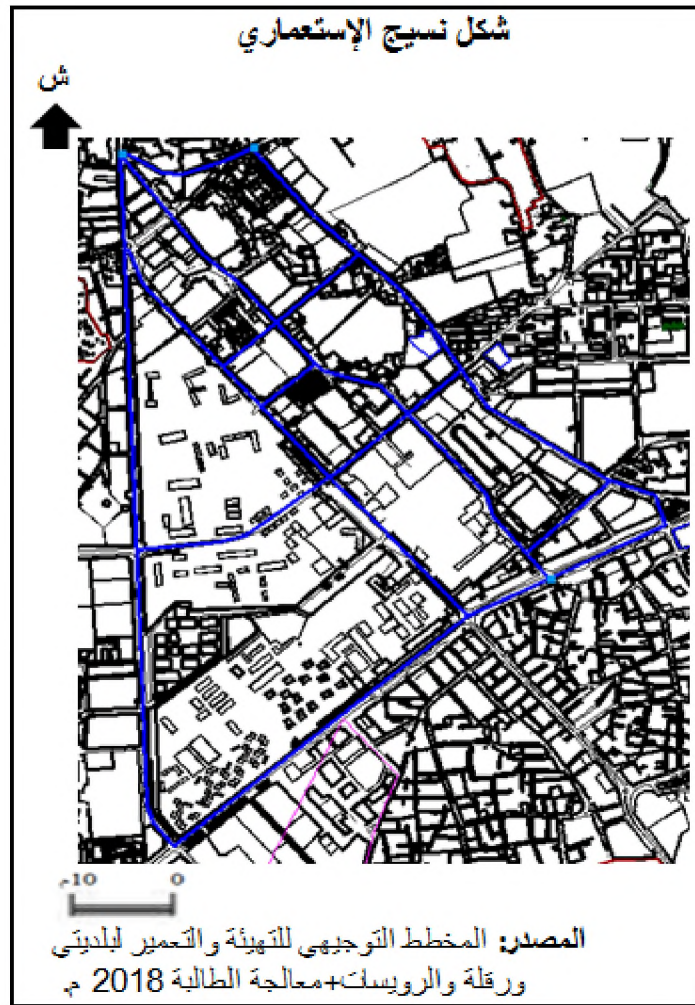 شكل نسيج الإستعماري
ش
10م 0
المصدر: المخطط التوجيهي للتهيئة والتعمير لبلديتي
ورقلة والرويسات+معالجة الطالبة 2018 م.